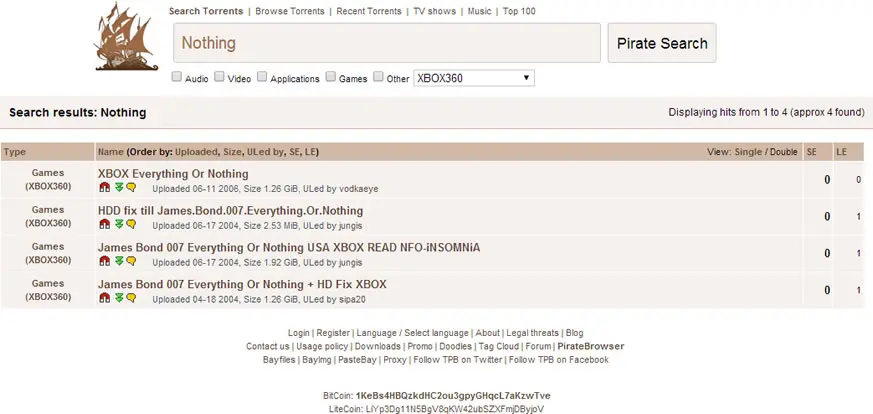 Search Torrents | Browse Torrents | Recent Torrents | TV shows | Music | Top 100
Nothing
Pirate Search
Audio Video Applications Games Other XBOX360
Search results: Nothing
Displaying hits from 1 to 4 (approx 4 found)
Type Name (Order by: Uploaded, Size, ULed by, SE, LE) View: Single / Double SE LE
Games
(XBOX360)
XBOX Everything Or Nothing
Uploaded 06-11 2006, Size 1.26 GiB, ULed by vodkaeye
0 0
Games
(XBOX360)
HDD fix till James.Bond.007.Everything.Or.Nothing
Uploaded 06-17 2004, Size 2.53 MiB, ULed by jungis
0 1
Games
(XBOX360)
James Bond 007 Everything Or Nothing USA XBOX READ NFO-iNSOMNiA
Uploaded 06-17 2004, Size 1.92 GiB, ULed by jungis
0 1
Games
(XBOX360)
James Bond 007 Everything Or Nothing + HD Fix XBOX
Uploaded 04-18 2004, Size 1.26 GiB, ULed by sipa20
0 1
Login | Register | Language / Select language | About | Legal threats | Blog
Contact us | Usage policy | Downloads | Promo | Doodles | Tag Cloud | Forum | PirateBrowser
Bayfiles | BayImg | PasteBay | Proxy | Follow TPB on Twitter | Follow TPB on Facebook
BitCoin: 1KeBs4HBQzkdHC2ou3gpyGHqcL7aKzwTve
LiteCoin: LiYp3Dg11N5BgV8qKW42ubSZXFmjDByjoV